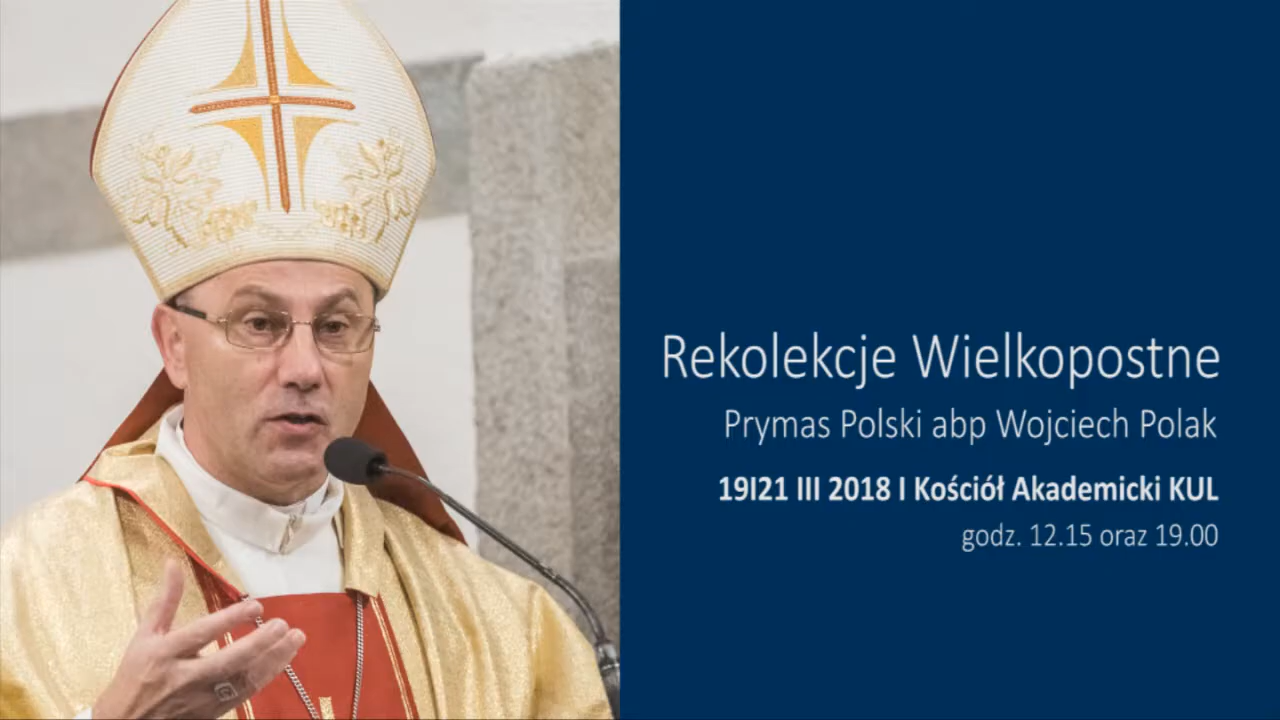 Rekolekcje Wielkopostne
Prymas Polski abp Wojciech Polak
19I21 III 2018 I Kościół Akademicki KUL
godz. 12.15 oraz 19.00